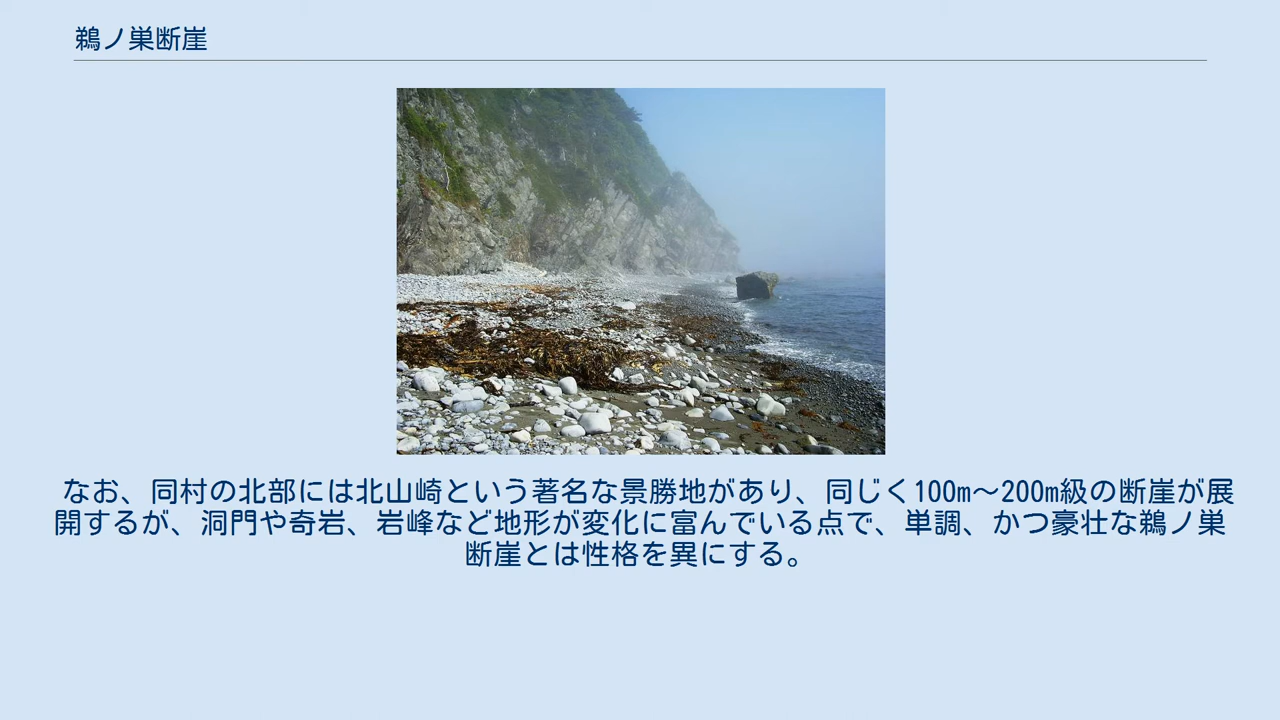 鵜ノ巣断崖
なお、同村の北部には北山崎という著名な景勝地があり、同じく100m～200m級の断崖が展
開するが、洞門や奇岩、岩峰など地形が変化に富んでいる点で、単調、かつ豪壮な鵜ノ巣
断崖とは性格を異にする。